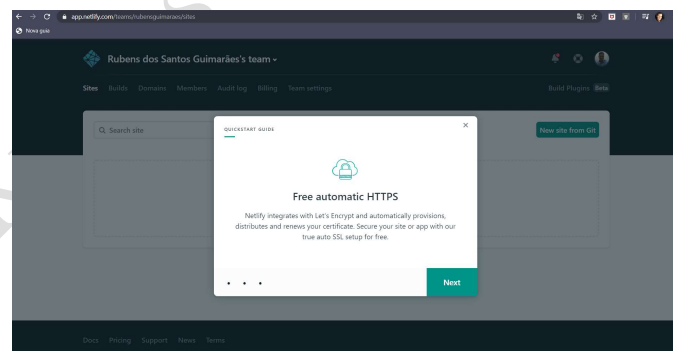 app.netlify.com/teams/rubensguimaraes/sites
Nova guia
Rubens dos Santos Guimarães's team
Sites Builds Domains Members Audit log Billing Team settings Build Plugins Beta
Search site
New site from Git
QUICKSTART GUIDE
Free automatic HTTPS
Netlify integrates with Let's Encrypt and automatically provisions,
distributes and renews your certificate. Secure your site or app with our
true auto SSL setup for free.
Next
Docs Pricing Support News Terms